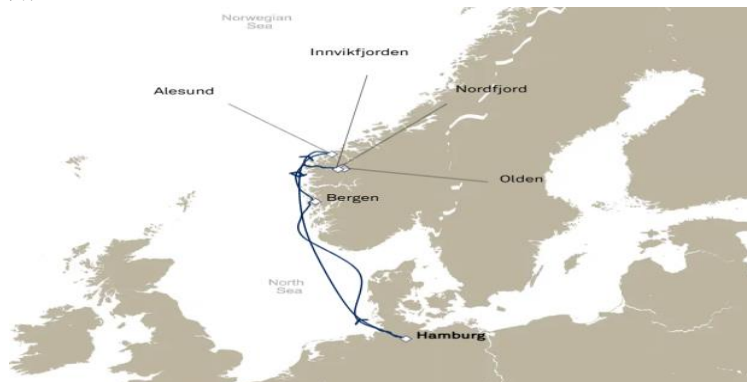 Norwegian
Sea
Innvikfjorden
Alesund
Nordfjord
Olden
Bergen
North
Sea
Hamburg